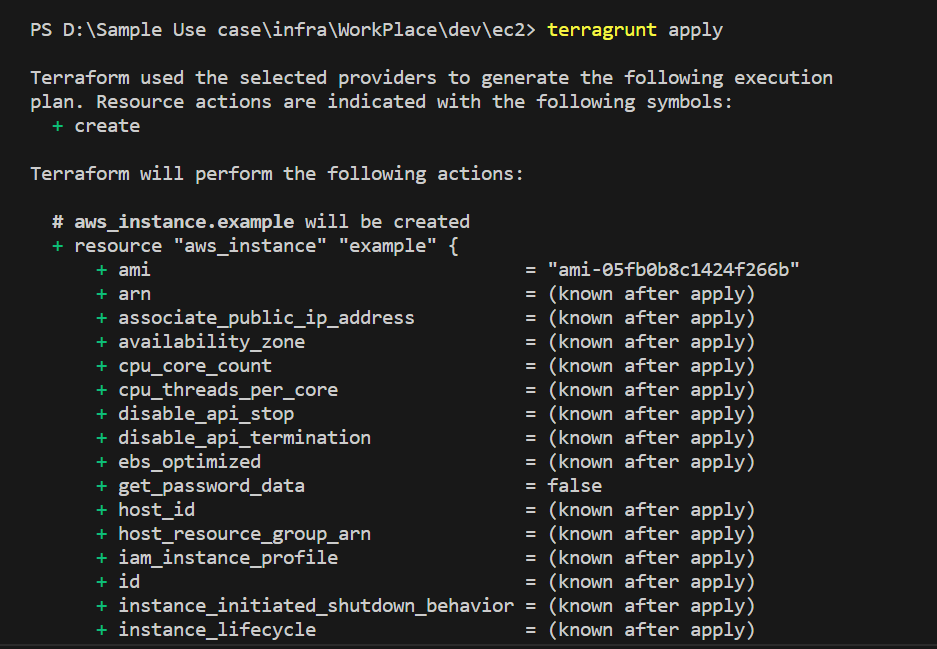 PS D:\Sample Use case\infra\WorkPlace\dev\ec2> terragrunt apply
Terraform used the selected providers to generate the following execution
plan. Resource actions are indicated with the following symbols:
+ create
Terraform will perform the following actions:
# aws_instance.example will be created
+ resource "aws_instance" "example" {
+ ami = "ami-05fb0b8c1424f266b"
+ arn = (known after apply)
+ associate_public_ip_address = (known after apply)
+ availability_zone = (known after apply)
+ cpu_core_count = (known after apply)
+ cpu_threads_per_core = (known after apply)
+ disable_api_stop = (known after apply)
+ disable_api_termination = (known after apply)
+ ebs_optimized = (known after apply)
+ get_password_data = false
+ host_id = (known after apply)
+ host_resource_group_arn = (known after apply)
+ iam_instance_profile = (known after apply)
+ id = (known after apply)
+ instance_initiated_shutdown_behavior = (known after apply)
+ instance_lifecycle = (known after apply)